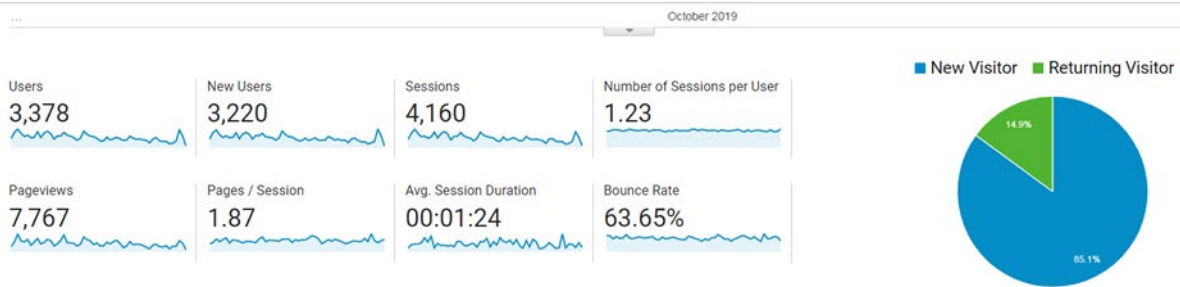 ...
October 2019
New Visitor Returning Visitor
Users New Users Sessions Number of Sessions per User
3,378 3,220 4,160 1.23
14.9%
Pageviews Pages / Session Avg. Session Duration Bounce Rate
7,767 1.87 00:01:24 63.65%
85.1%